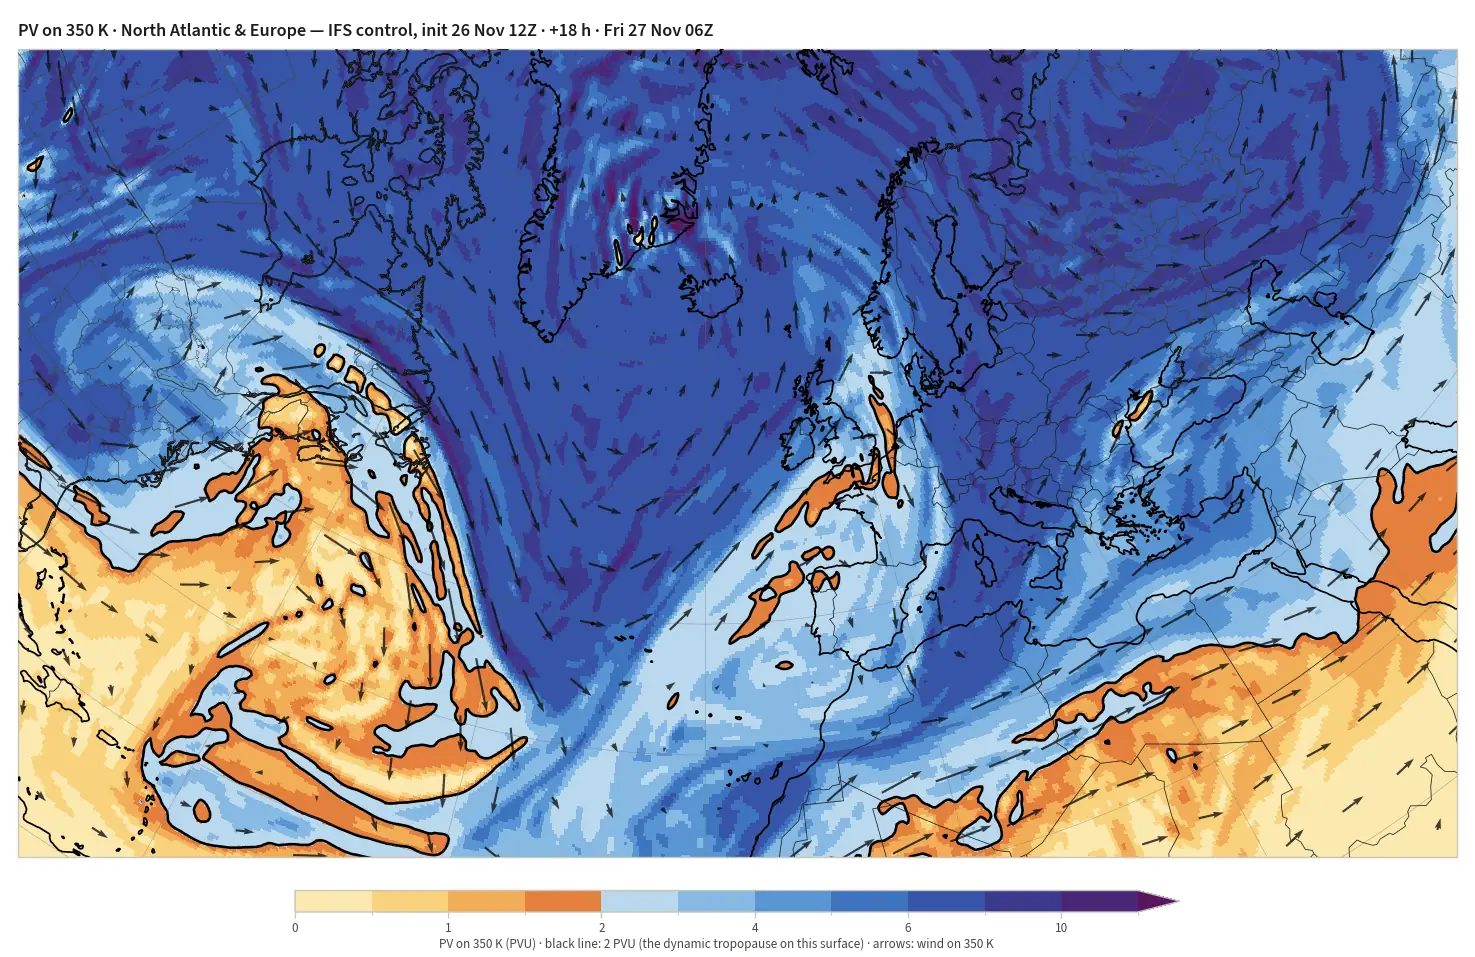 PV on 350 K · North Atlantic & Europe — IFS control, init 26 Nov 12Z · +18 h · Fri 27 Nov 06Z
0 1 2 4 6 10
PV on 350 K (PVU) · black line: 2 PVU (the dynamic tropopause on this surface) · arrows: wind on 350 K